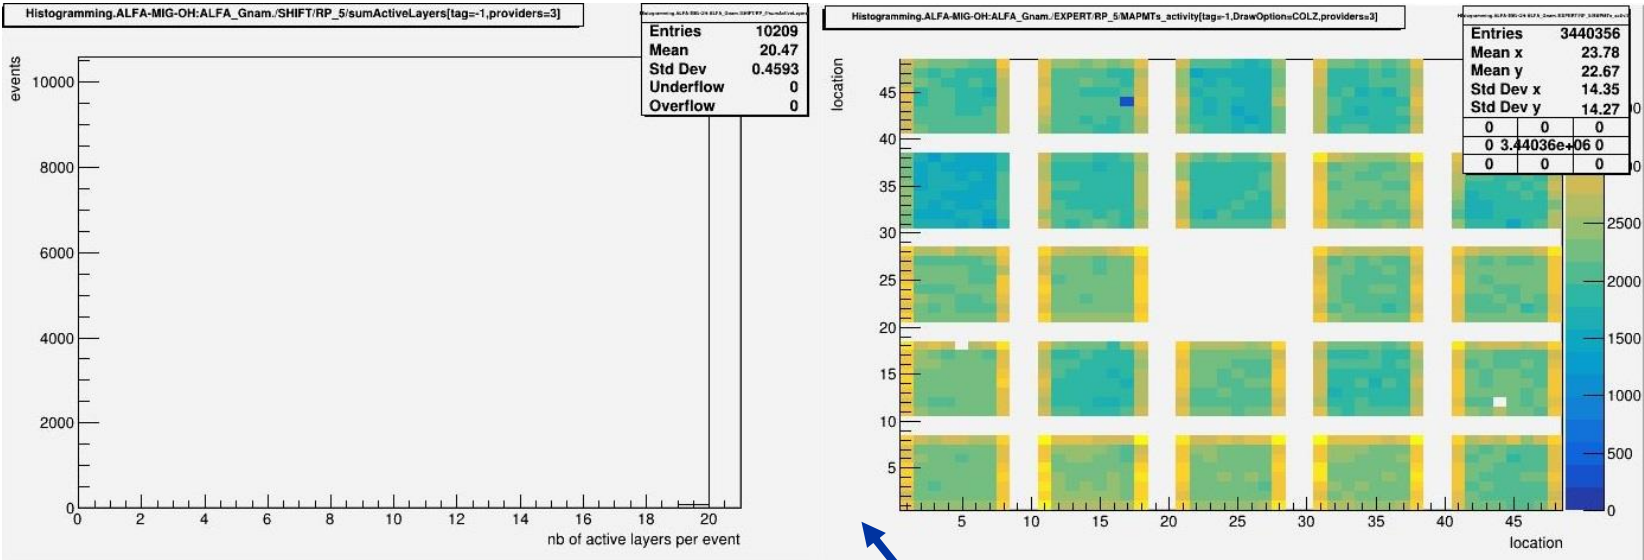 Histogramming.ALFA-MIG-OH:ALFA_Gnam./SHIFT/RP_5/sumActiveLayers[tag=-1,providers=3]
Entries 10209
Mean 20.47
Std Dev 0.4593
Underflow 0
Overflow 0
events
10000
8000
6000
4000
2000
0
0 2 4 6 8 10 12 14 16 18 20
nb of active layers per event
Histogramming.ALFA-MIG-OH:ALFA_Gnam./EXPERT/RP_5/MAPMTs_activity[tag=-1,DrawOption=COLZ,providers=3]
Entries 3440356
Mean x 23.78
Mean y 22.67
Std Dev x 14.35
Std Dev y 14.27
0 0 0
0 3.44036e+06 0
0 0 0
location
45
40
35
30
25
20
15
10
5
5 10 15 20 25 30 35 40 45
location
2500
2000
1500
1000
500
0